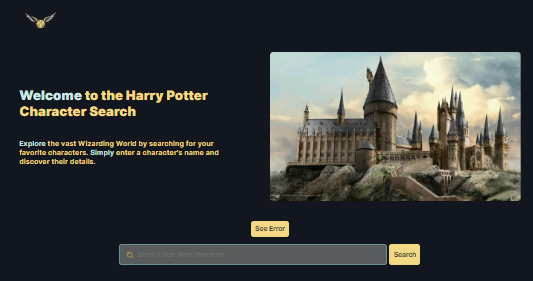 Welcome to the Harry Potter
Character Search
Explore the vast Wizarding World by searching for your
favorite characters. Simply enter a character's name and
discover their details.
See Error
Enter a Star Wars character
Search